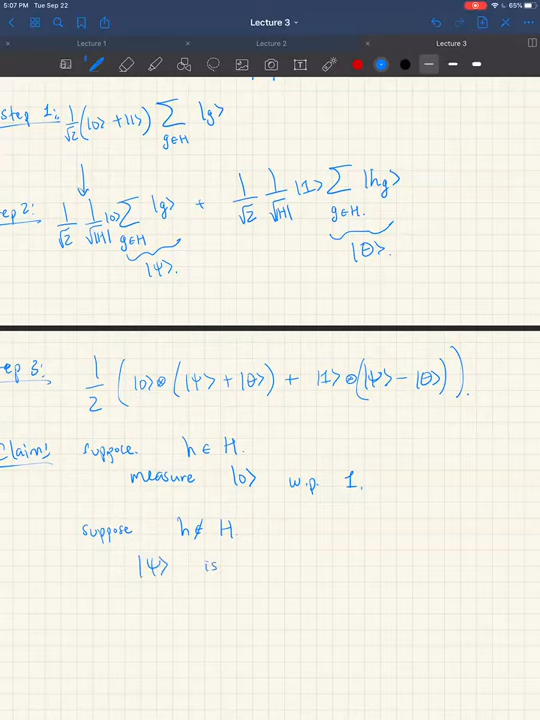 5:07 PM Tue Sep 22
65%
Lecture 3
Lecture 1
Lecture 2
Lecture 3
step 1: 1/√2 (|0> + |1>) ∑_{g∈H} |g>
ep2: 1/√2 1/√|H| |0> ∑_{g∈H} |g> + 1/√2 1/√|H| |1> ∑_{g∈H.} |hg>
|Ψ>.
|θ>.
ep 3: 1/2 (|0>⊗(|Ψ> + |θ>) + |1>⊗(|Ψ> - |θ>)).
Claim: suppose h ∈ H.
measure |0> w.p. 1.
suppose h ∉ H.
|Ψ> is